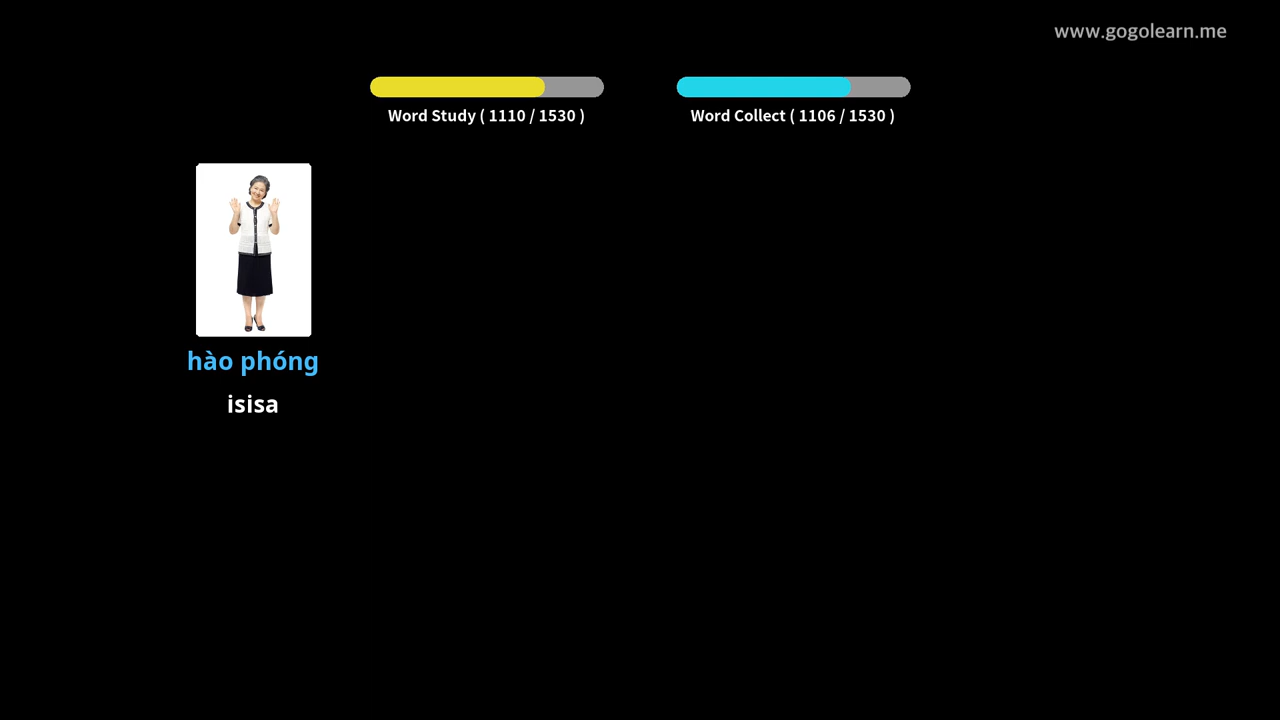 www.gogolearn.me
Word Study ( 1110 / 1530 )
Word Collect ( 1106 / 1530 )
hào phóng
isisa